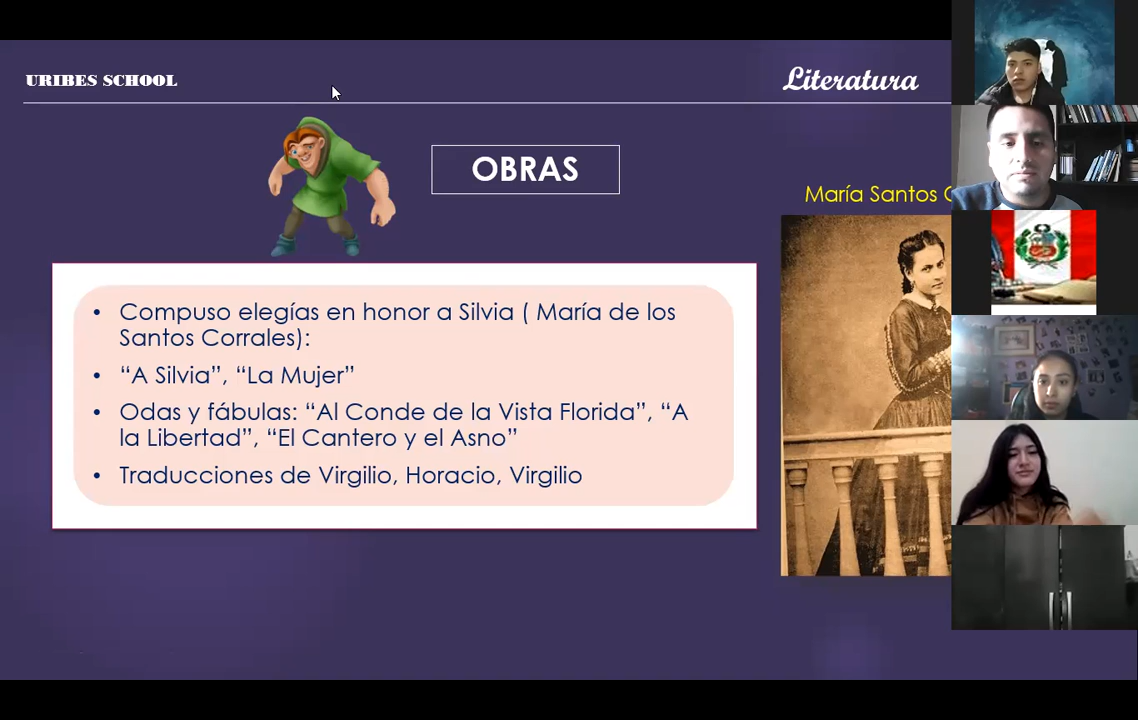 URIBES SCHOOL
Literatura
OBRAS
María Santos
• Compuso elegías en honor a Silvia ( María de los
Santos Corrales):
• “A Silvia”, “La Mujer”
• Odas y fábulas: “Al Conde de la Vista Florida”, “A
la Libertad”, “El Cantero y el Asno”
• Traducciones de Virgilio, Horacio, Virgilio